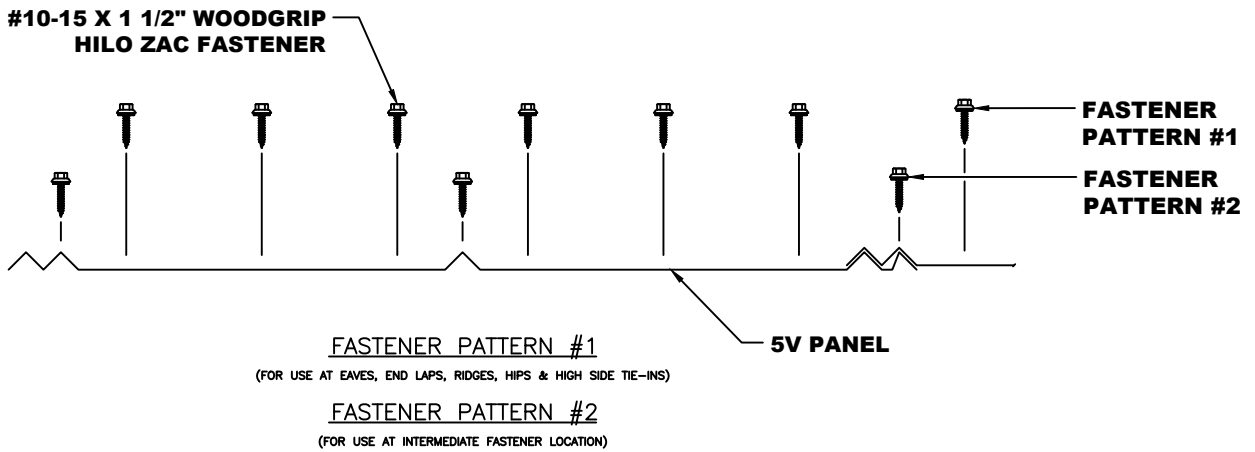 #10-15 X 1 1/2" WOODGRIP
HILO ZAC FASTENER
FASTENER
PATTERN #1
FASTENER
PATTERN #2
5V PANEL
FASTENER PATTERN #1
(FOR USE AT EAVES, END LAPS, RIDGES, HIPS & HIGH SIDE TIE-INS)
FASTENER PATTERN #2
(FOR USE AT INTERMEDIATE FASTENER LOCATION)